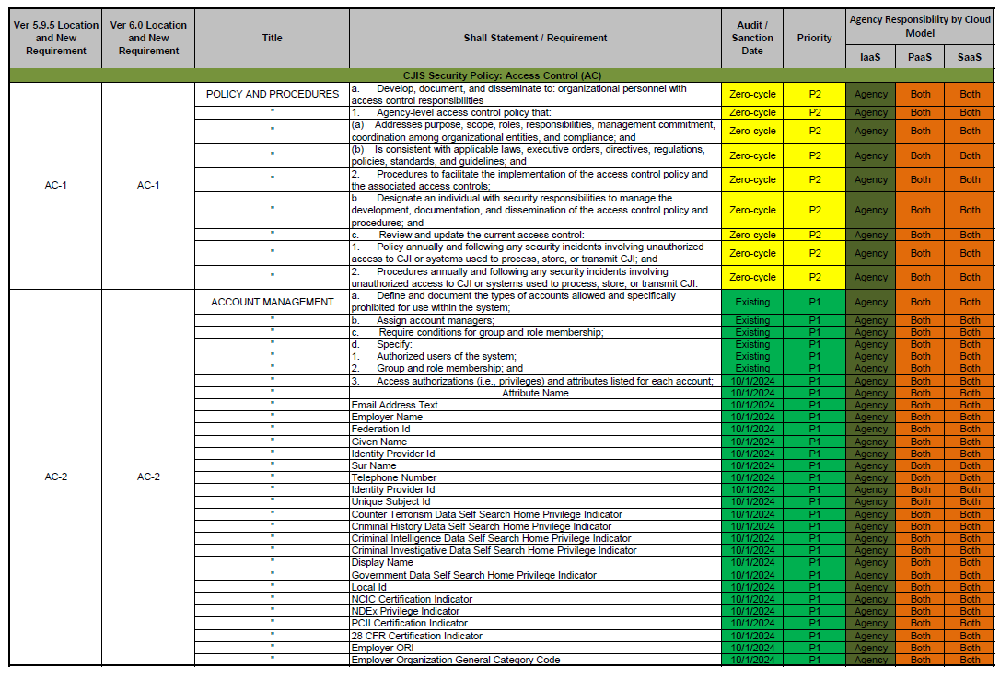 Ver 5.9.5 Location and New Requirement Ver 6.0 Location and New Requirement Title Shall Statement / Requirement Audit / Sanction Date Priority Agency Responsibility by Cloud Model
IaaS PaaS SaaS
CJIS Security Policy: Access Control (AC)
AC-1 AC-1
POLICY AND PROCEDURES a. Develop, document, and disseminate to: organizational personnel with
access control responsibilities Zero-cycle P2 Agency Both Both
" 1. Agency-level access control policy that: Zero-cycle P2 Agency Both Both
" (a) Addresses purpose, scope, roles, responsibilities, management commitment,
coordination among organizational entities, and compliance; and Zero-cycle P2 Agency Both Both
" (b) Is consistent with applicable laws, executive orders, directives, regulations,
policies, standards, and guidelines; and Zero-cycle P2 Agency Both Both
" 2. Procedures to facilitate the implementation of the access control policy and
the associated access controls; Zero-cycle P2 Agency Both Both
" b. Designate an individual with security responsibilities to manage the
development, documentation, and dissemination of the access control policy and
procedures; and Zero-cycle P2 Agency Both Both
" c. Review and update the current access control: Zero-cycle P2 Agency Both Both
" 1. Policy annually and following any security incidents involving unauthorized
access to CJI or systems used to process, store, or transmit CJI; and Zero-cycle P2 Agency Both Both
" 2. Procedures annually and following any security incidents involving
unauthorized access to CJI or systems used to process, store, or transmit CJI. Zero-cycle P2 Agency Both Both
AC-2 AC-2
ACCOUNT MANAGEMENT a. Define and document the types of accounts allowed and specifically
prohibited for use within the system; Existing P1 Agency Both Both
" b. Assign account managers; Existing P1 Agency Both Both
" c. Require conditions for group and role membership; Existing P1 Agency Both Both
" d. Specify: Existing P1 Agency Both Both
" 1. Authorized users of the system; Existing P1 Agency Both Both
" 2. Group and role membership; and Existing P1 Agency Both Both
" 3. Access authorizations (i.e., privileges) and attributes listed for each account; 10/1/2024 P1 Agency Both Both
" Attribute Name 10/1/2024 P1 Agency Both Both
" Email Address Text 10/1/2024 P1 Agency Both Both
" Employer Name 10/1/2024 P1 Agency Both Both
" Federation Id 10/1/2024 P1 Agency Both Both
" Given Name 10/1/2024 P1 Agency Both Both
" Identity Provider Id 10/1/2024 P1 Agency Both Both
" Sur Name 10/1/2024 P1 Agency Both Both
" Telephone Number 10/1/2024 P1 Agency Both Both
" Identity Provider Id 10/1/2024 P1 Agency Both Both
" Unique Subject Id 10/1/2024 P1 Agency Both Both
" Counter Terrorism Data Self Search Home Privilege Indicator 10/1/2024 P1 Agency Both Both
" Criminal History Data Self Search Home Privilege Indicator 10/1/2024 P1 Agency Both Both
" Criminal Intelligence Data Self Search Home Privilege Indicator 10/1/2024 P1 Agency Both Both
" Criminal Investigative Data Self Search Home Privilege Indicator 10/1/2024 P1 Agency Both Both
" Display Name 10/1/2024 P1 Agency Both Both
" Government Data Self Search Home Privilege Indicator 10/1/2024 P1 Agency Both Both
" Local Id 10/1/2024 P1 Agency Both Both
" NCIC Certification Indicator 10/1/2024 P1 Agency Both Both
" NDEx Privilege Indicator 10/1/2024 P1 Agency Both Both
" PCII Certification Indicator 10/1/2024 P1 Agency Both Both
" 28 CFR Certification Indicator 10/1/2024 P1 Agency Both Both
" Employer ORI 10/1/2024 P1 Agency Both Both
" Employer Organization General Category Code 10/1/2024 P1 Agency Both Both